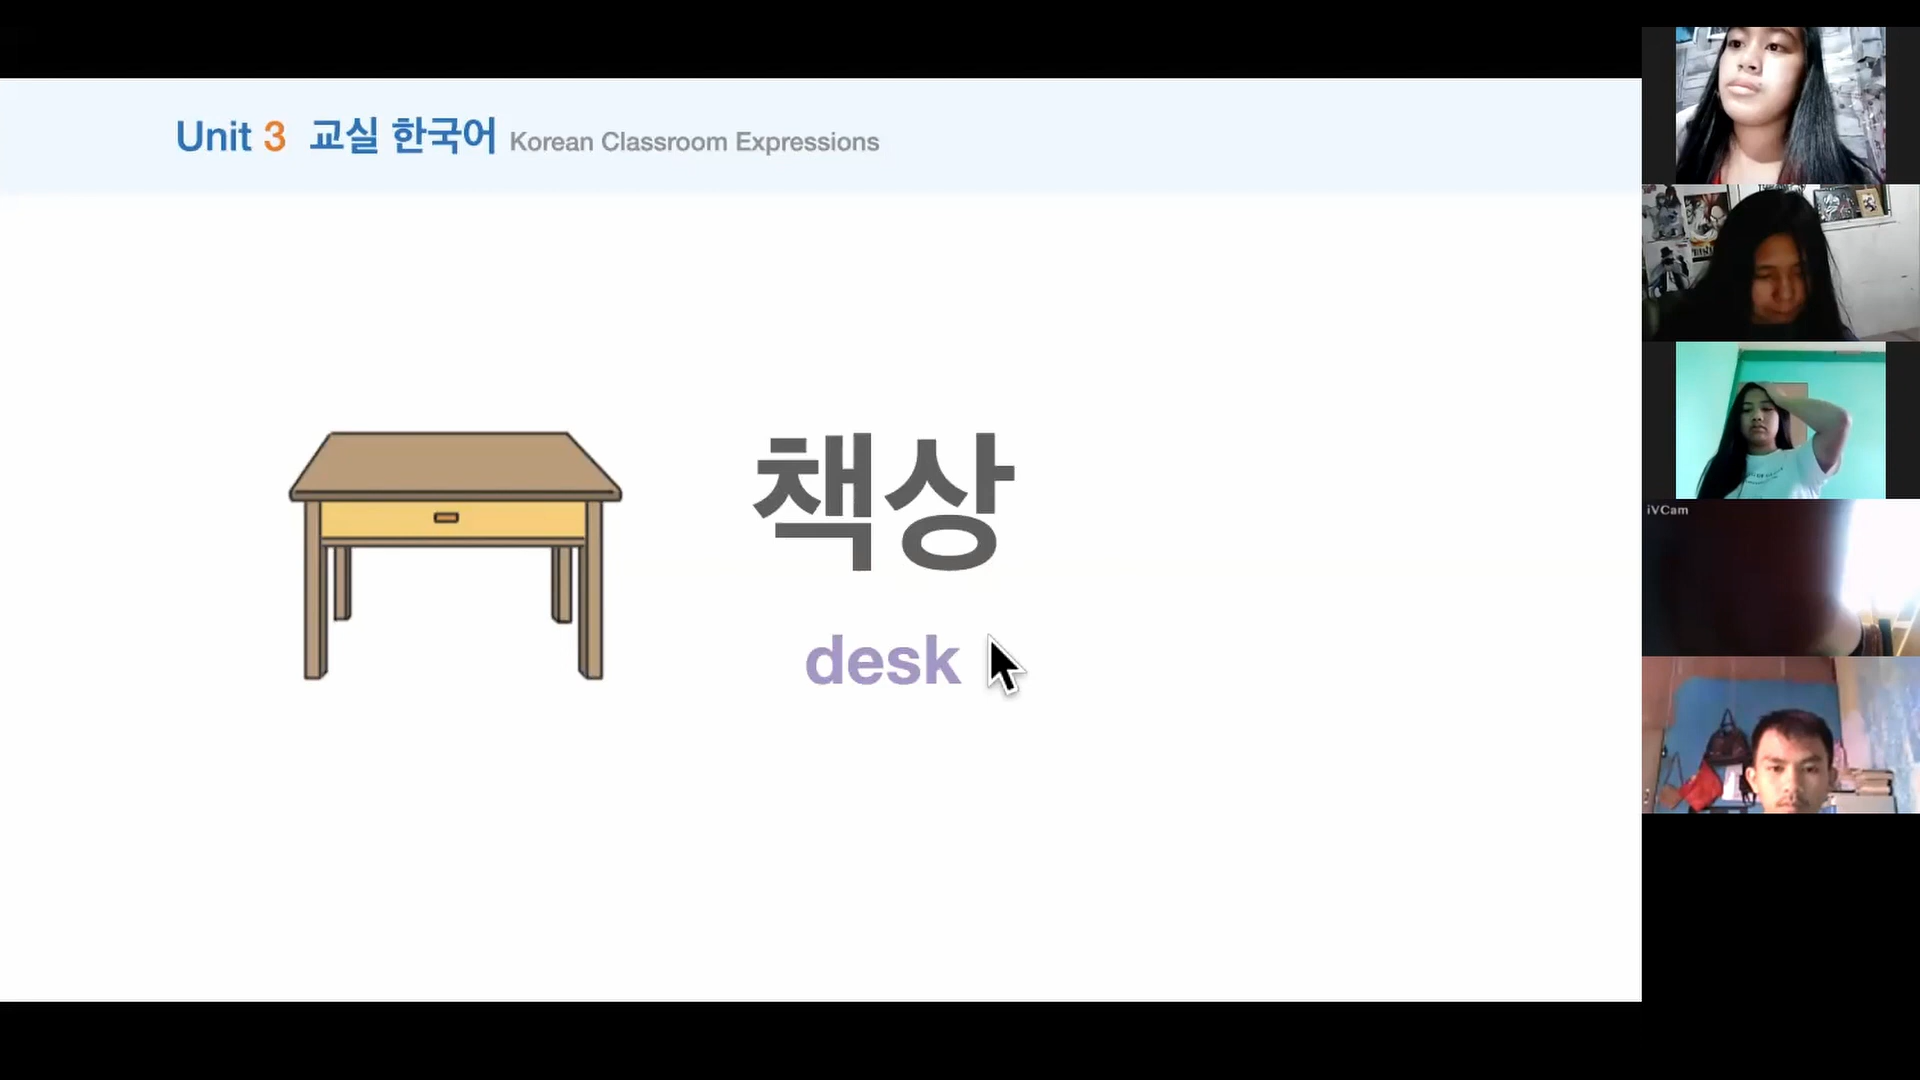 Unit 3 교실 한국어 Korean Classroom Expressions
책상
desk
iVCam